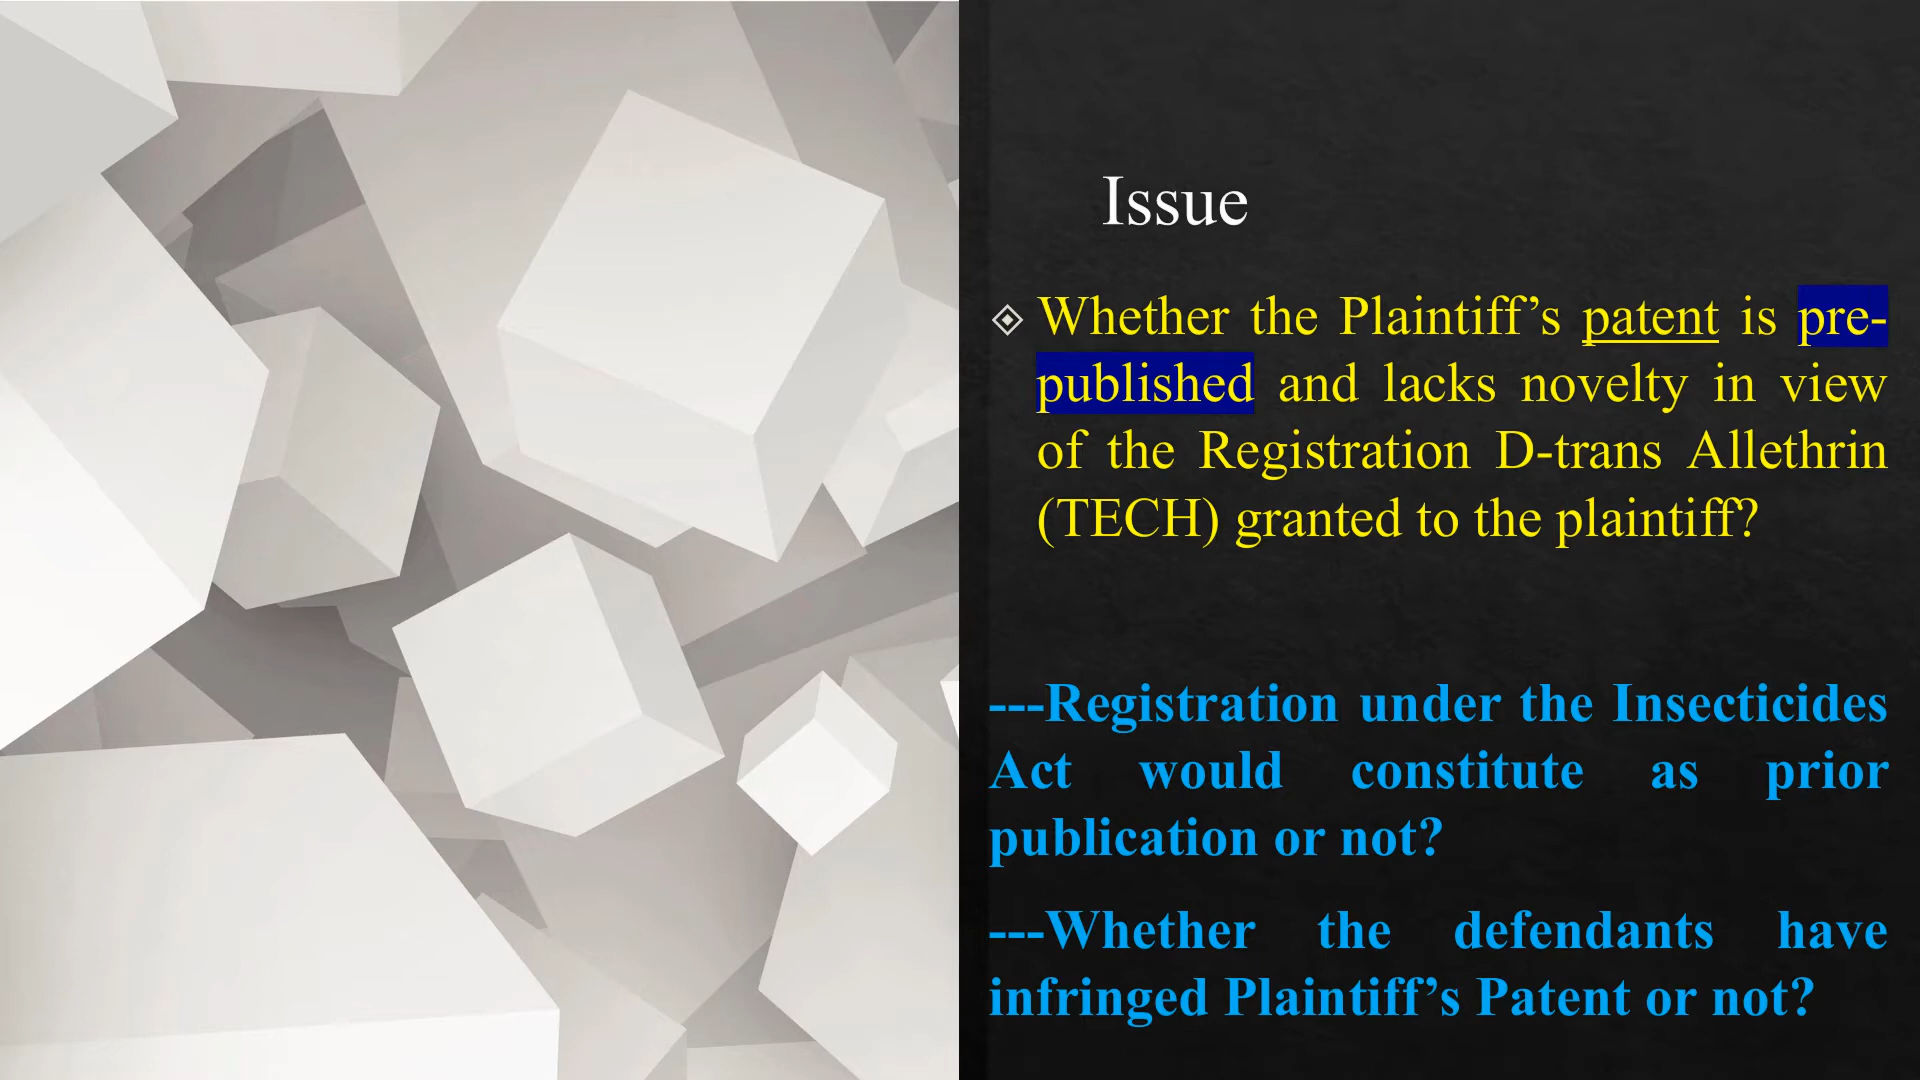 Issue
Whether the Plaintiff’s patent is pre-
published and lacks novelty in view
of the Registration D-trans Allethrin
(TECH) granted to the plaintiff?
---Registration under the Insecticides
Act would constitute as prior
publication or not?
---Whether the defendants have
infringed Plaintiff’s Patent or not?